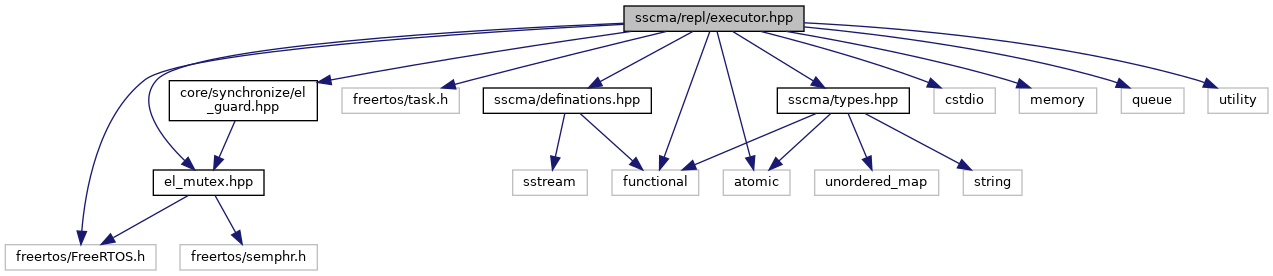 sscma/repl/executor.hpp
core/synchronize/el
_guard.hpp
freertos/task.h
sscma/definations.hpp
sscma/types.hpp
cstdio
memory
queue
utility
el_mutex.hpp
sstream
functional
atomic
unordered_map
string
freertos/FreeRTOS.h
freertos/semphr.h